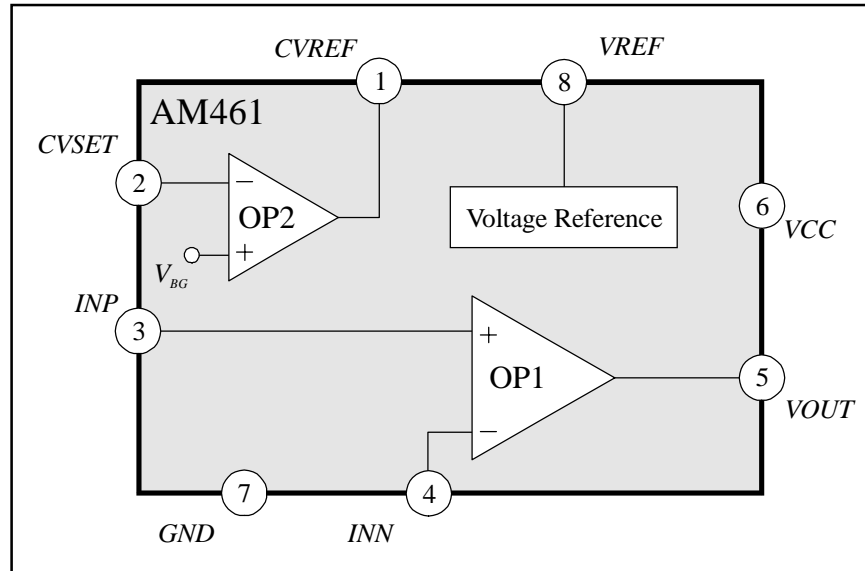 CVREF
VREF
1
8
AM461
CVSET
2
−
OP2
+
V_BG
Voltage Reference
6
VCC
INP
3
+
OP1
−
5
VOUT
7
4
GND
INN